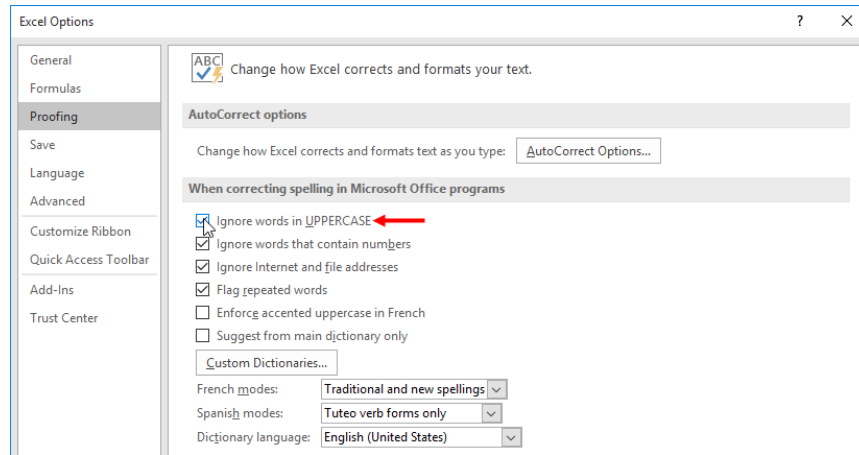 Excel Options
?
General
Formulas
Proofing
Save
Language
Advanced
Customize Ribbon
Quick Access Toolbar
Add-Ins
Trust Center
ABC
Change how Excel corrects and formats your text.
AutoCorrect options
Change how Excel corrects and formats text as you type: AutoCorrect Options...
When correcting spelling in Microsoft Office programs
Ignore words in UPPERCASE
Ignore words that contain numbers
Ignore Internet and file addresses
Flag repeated words
Enforce accented uppercase in French
Suggest from main dictionary only
Custom Dictionaries...
French modes: Traditional and new spellings
Spanish modes: Tuteo verb forms only
Dictionary language: English (United States)